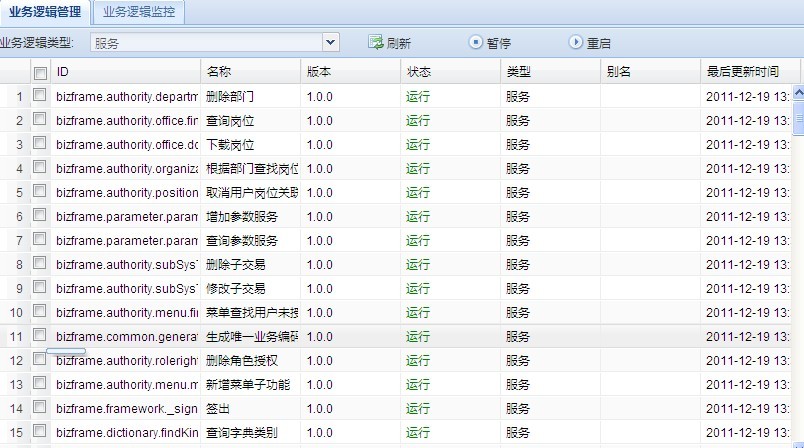 业务逻辑管理 业务逻辑监控
业务逻辑类型: 服务 刷新 暂停 重启
ID 名称 版本 状态 类型 别名 最后更新时间
1 bizframe.authority.departm 删除部门 1.0.0 运行 服务 2011-12-19 13:
2 bizframe.authority.office.fin 查询岗位 1.0.0 运行 服务 2011-12-19 13:
3 bizframe.authority.office.dc 下载岗位 1.0.0 运行 服务 2011-12-19 13:
4 bizframe.authority.organiza 根据部门查找岗位 1.0.0 运行 服务 2011-12-19 13:
5 bizframe.authority.position 取消用户岗位关联 1.0.0 运行 服务 2011-12-19 13:
6 bizframe.parameter.param 增加参数服务 1.0.0 运行 服务 2011-12-19 13:
7 bizframe.parameter.param 查询参数服务 1.0.0 运行 服务 2011-12-19 13:
8 bizframe.authority.subSysT 删除子交易 1.0.0 运行 服务 2011-12-19 13:
9 bizframe.authority.subSysT 修改子交易 1.0.0 运行 服务 2011-12-19 13:
10 bizframe.authority.menu.fi 菜单查找用户未授 1.0.0 运行 服务 2011-12-19 13:
11 bizframe.common.generat 生成唯一业务编码 1.0.0 运行 服务 2011-12-19 13:
12 bizframe.authority.roleright 删除角色授权 1.0.0 运行 服务 2011-12-19 13:
13 bizframe.authority.menu.m 新增菜单子功能 1.0.0 运行 服务 2011-12-19 13:
14 bizframe.framework._sign 签出 1.0.0 运行 服务 2011-12-19 13:
15 bizframe.dictionary.findKin 查询字典类别 1.0.0 运行 服务 2011-12-19 13: